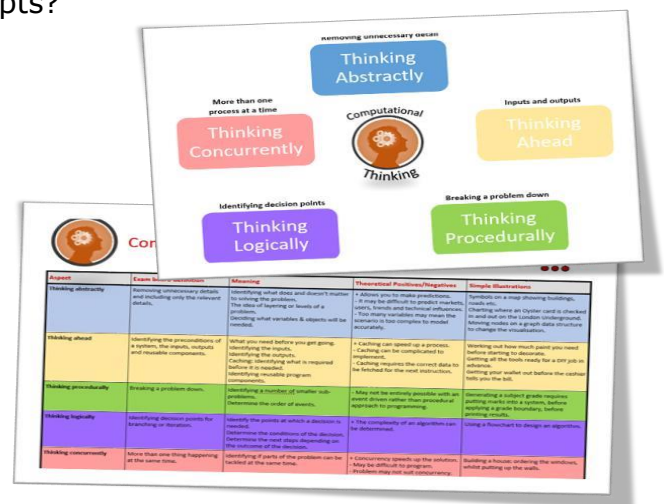 pts?
Removing unnecessary detail
Thinking
Abstractly
More than one
process at a time
Thinking
Concurrently
Computational
Thinking
Inputs and outputs
Thinking
Ahead
Identifying decision points
Thinking
Logically
Breaking a problem down
Thinking
Procedurally
Com
Aspect
Exam board definition
Meaning
Theoretical Positives/Negatives
Simple Illustrations
Thinking abstractly
Removing unnecessary details
and including only the relevant
details.
Identifying what does and doesn't matter
to solving the problem.
The idea of layering or levels of a
problem.
Deciding what variables & objects will be
needed.
+ Allows you to make predictions.
- It may be difficult to predict markets,
users, trends and technical influences.
- Too many variables may mean the
scenario is too complex to model
accurately.
Symbols on a map showing buildings,
roads etc.
Charting where an Oyster card is checked
in and out on the London Underground.
Moving nodes on a graph data structure
to change the visualisation.
Thinking ahead
Identifying the preconditions of
a system, the inputs, outputs
and reusable components.
What you need before you get going.
Identifying the inputs.
Identifying the outputs.
Caching: identifying what is required
before it is needed.
Identifying reusable program
components.
+ Caching can speed up a process.
- Caching can be complicated to
implement.
- Caching requires the correct data to
be fetched for the next instruction.
Working out how much paint you need
before starting to decorate.
Getting all the tools ready for a DIY job in
advance.
Getting your wallet out before the cashier
tells you the bill.
Thinking procedurally
Breaking a problem down.
Identifying a number of smaller sub-
problems.
Determine the order of events.
- May not be entirely possible with an
event driven rather than procedural
approach to programming.
Generating a subject grade requires
putting marks into a system, before
applying a grade boundary, before
printing results.
Thinking logically
Identifying decision points for
branching or iteration.
Identify the points at which a decision is
needed.
Determine the conditions of the decision.
Determine the next steps depending on
the outcome of the decision.
+ The complexity of an algorithm can
be determined.
Using a flowchart to design an algorithm.
Thinking concurrently
More than one thing happening
at the same time.
Identifying if parts of the problem can be
tackled at the same time.
+ Concurrency speeds up the solution.
- May be difficult to program.
- Problem may not suit concurrency.
Building a house: ordering the windows,
whilst putting up the walls.